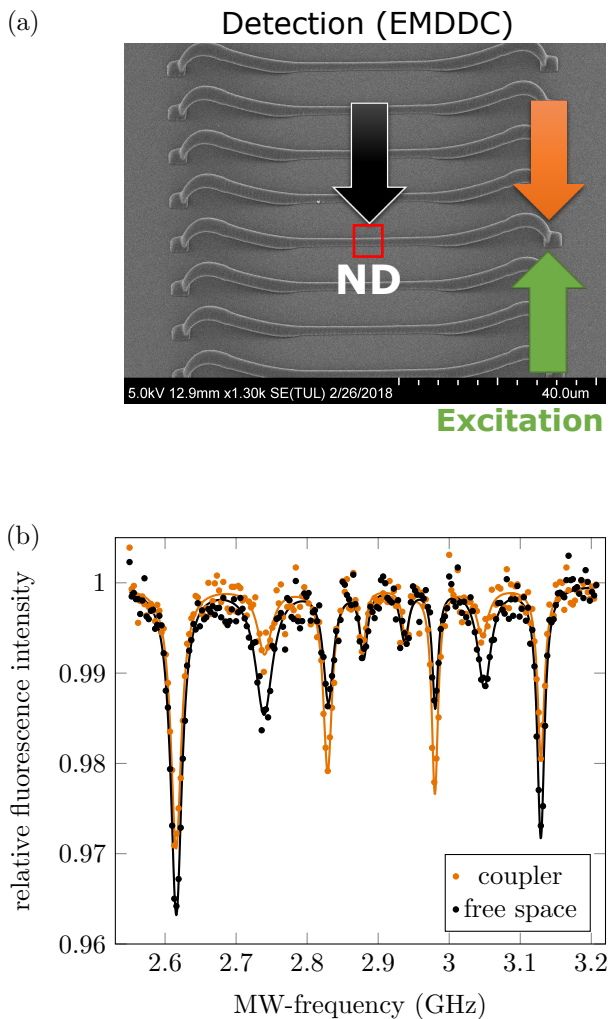 (a)
Detection (EMDDC)
ND
5.0kV 12.9mm x1.30k SE(TUL) 2/26/2018
40.0um
Excitation
(b)
relative fluorescence intensity
1
0.99
0.98
0.97
0.96
coupler
free space
2.6 2.7 2.8 2.9 3 3.1 3.2
MW-frequency (GHz)